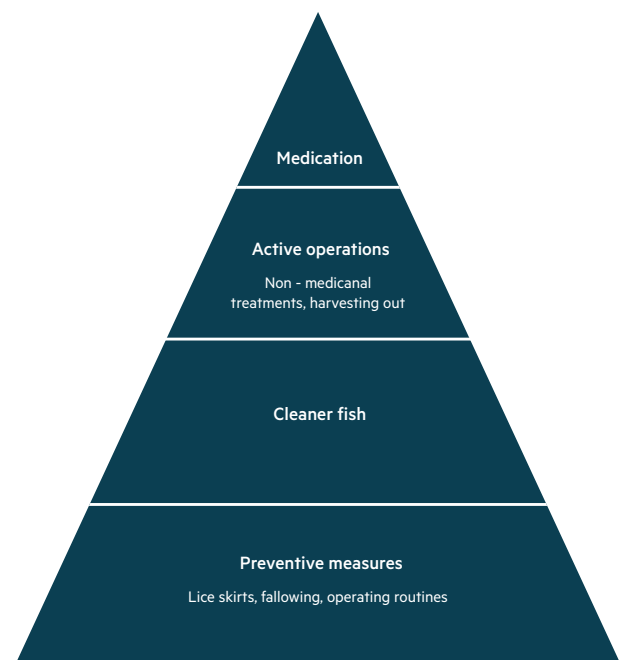 Medication
Active operations
Non - medicanal
treatments, harvesting out
Cleaner fish
Preventive measures
Lice skirts, fallowing, operating routines